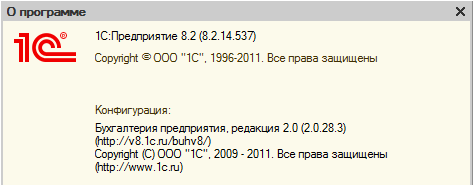 О программе
1С®
1С:Предприятие 8.2 (8.2.14.537)
Copyright © ООО "1С", 1996-2011. Все права защищены
Конфигурация:
Бухгалтерия предприятия, редакция 2.0 (2.0.28.3)
(http://v8.1c.ru/buhv8/)
Copyright (С) ООО "1С", 2009 - 2011. Все права защищены
(http://www.1c.ru)